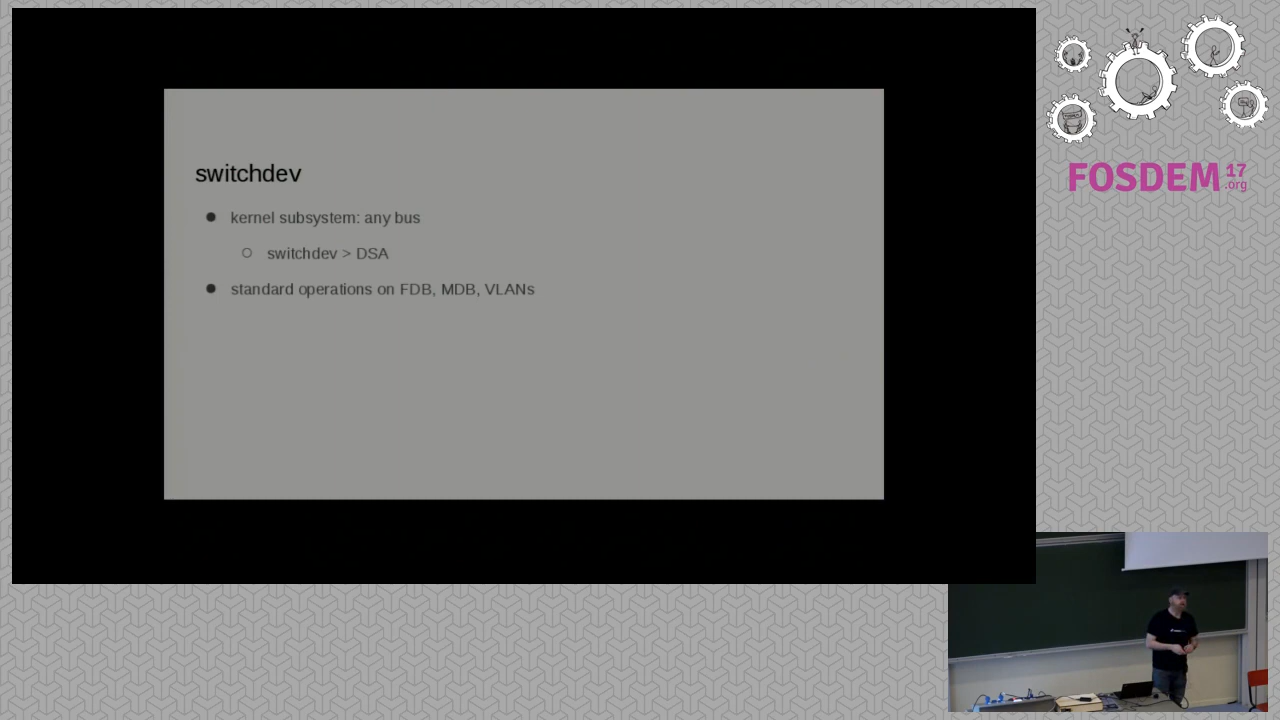 switchdev
● kernel subsystem: any bus
○ switchdev > DSA
● standard operations on FDB, MDB, VLANs
FOSDEM 17
.org